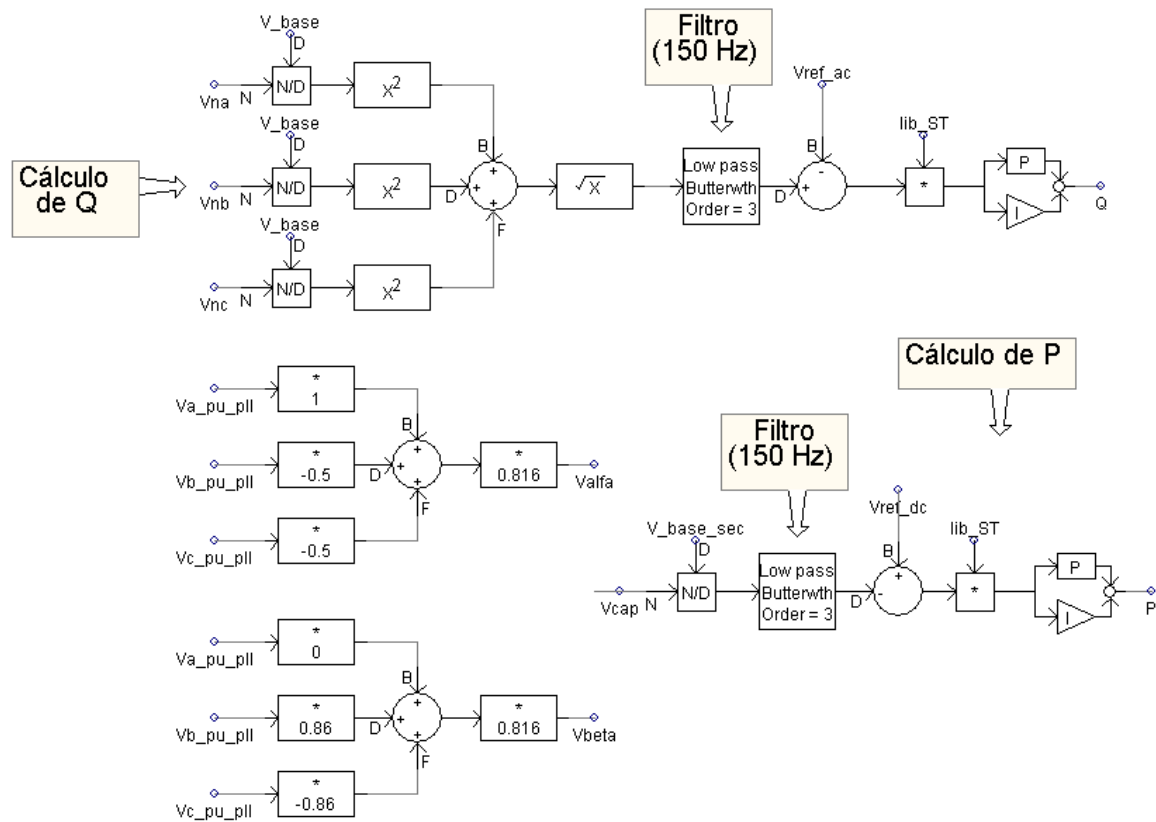 V_base
D
Vna
N
N/D
X²
V_base
D
Vnb
N
N/D
X²
V_base
D
Vnc
N
N/D
X²
Cálculo
de Q
B
+
D
+
+
F
√X
Filtro
(150 Hz)
Low pass
Butterwth
Order = 3
Vref_ac
B
-
D
+
lib_ST
*
P
I
Q
Va_pu_pll
*
1
Vb_pu_pll
*
-0.5
Vc_pu_pll
*
-0.5
B
+
D
+
+
F
*
0.816
Valfa
Cálculo de P
Filtro
(150 Hz)
V_base_sec
D
Vcap
N
N/D
Low pass
Butterwth
Order = 3
Vref_dc
B
+
D
-
lib_ST
*
P
I
P
Va_pu_pll
*
0
Vb_pu_pll
*
0.86
Vc_pu_pll
*
-0.86
B
+
D
+
+
F
*
0.816
Vbeta